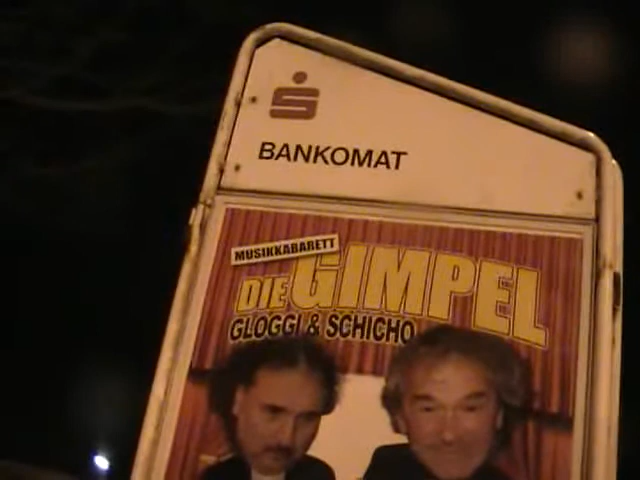 BANKOMAT
MUSIKKABARETT
DIE GIMPEL
GLOGGI & SCHICHO